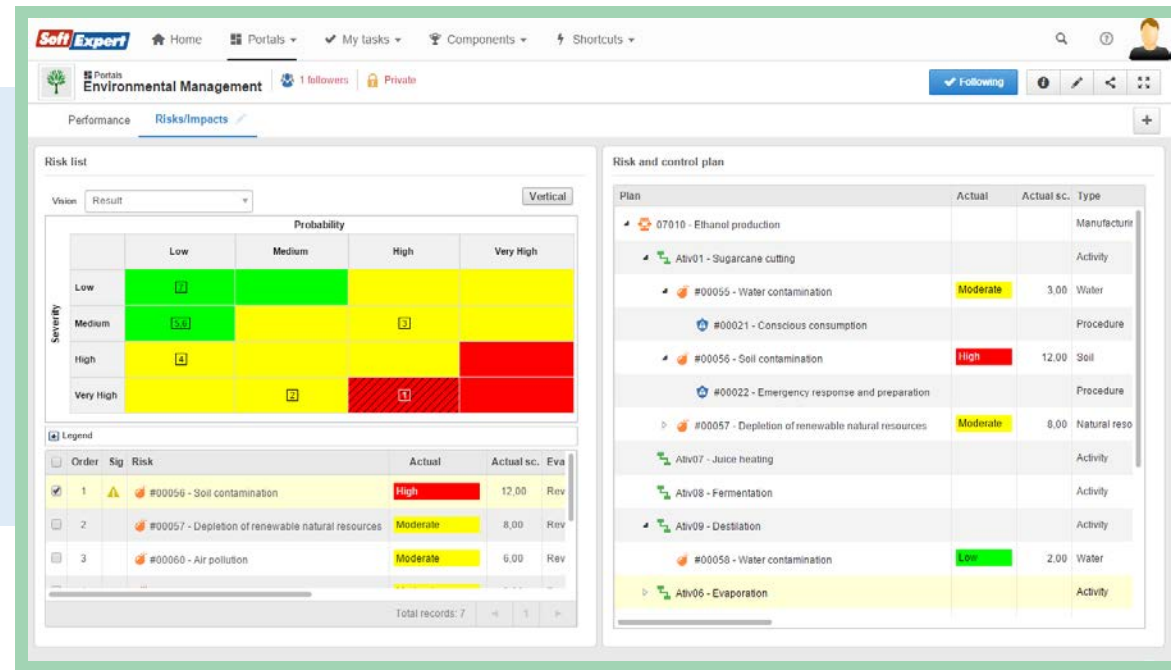 Soft Expert Home Portals My tasks Components Shortcuts
Portals
Environmental Management 1 followers Private Following
Performance Risks/Impacts
Risk list
Vision Result Vertical
Probability
Low Medium High Very High
Severity
Low 7
Medium 5,6 3
High 4
Very High 2 1
Legend
Order Sig Risk Actual Actual sc. Eva
1 #00056 - Soil contamination High 12,00 Rev
2 #00057 - Depletion of renewable natural resources Moderate 8,00 Rev
3 #00060 - Air pollution Moderate 6,00 Rev
Total records: 7 1
Risk and control plan
Plan Actual Actual sc. Type
07010 - Ethanol production Manufacturin
Ativ01 - Sugarcane cutting Activity
#00055 - Water contamination Moderate 3,00 Water
#00021 - Conscious consumption Procedure
#00056 - Soil contamination High 12,00 Soil
#00022 - Emergency response and preparation Procedure
#00057 - Depletion of renewable natural resources Moderate 8,00 Natural reso
Ativ07 - Juice heating Activity
Ativ08 - Fermentation Activity
Ativ09 - Destilation Activity
#00058 - Water contamination Low 2,00 Water
Ativ06 - Evaporation Activity